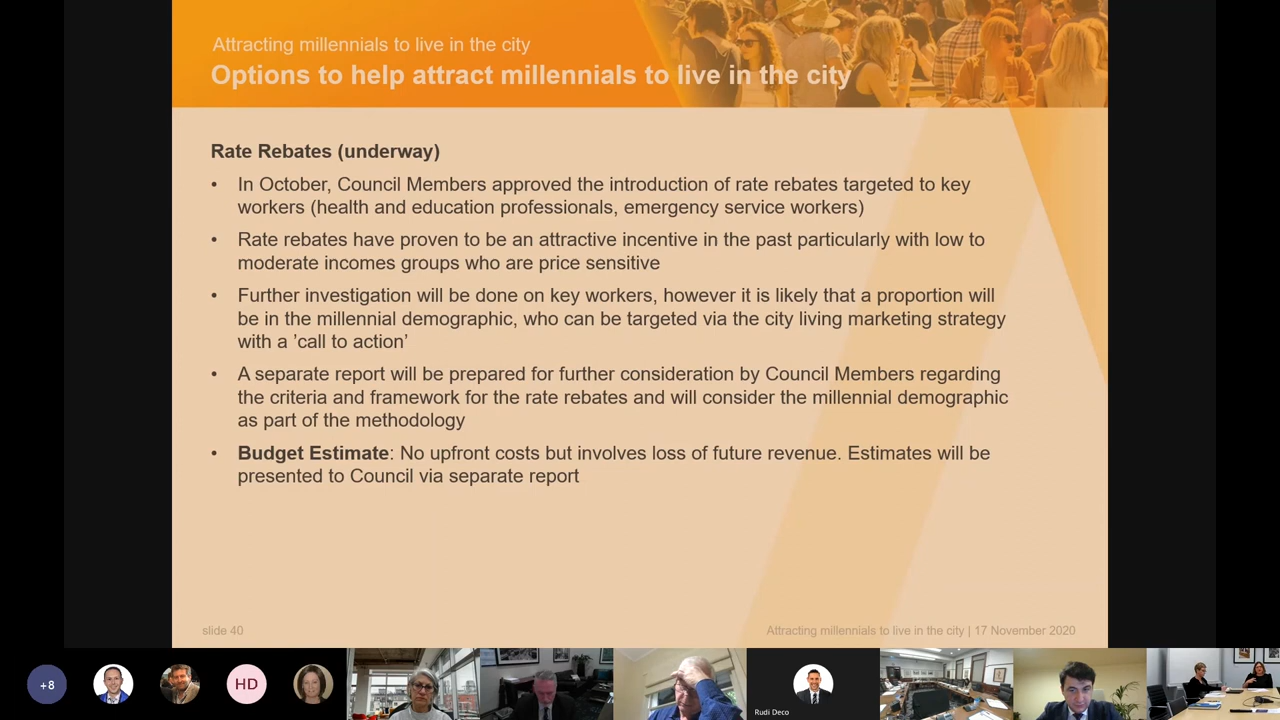 Attracting millennials to live in the city
Options to help attract millennials to live in the city
Rate Rebates (underway)
• In October, Council Members approved the introduction of rate rebates targeted to key
workers (health and education professionals, emergency service workers)
• Rate rebates have proven to be an attractive incentive in the past particularly with low to
moderate incomes groups who are price sensitive
• Further investigation will be done on key workers, however it is likely that a proportion will
be in the millennial demographic, who can be targeted via the city living marketing strategy
with a 'call to action'
• A separate report will be prepared for further consideration by Council Members regarding
the criteria and framework for the rate rebates and will consider the millennial demographic
as part of the methodology
• Budget Estimate: No upfront costs but involves loss of future revenue. Estimates will be
presented to Council via separate report
slide 40
Attracting millennials to live in the city | 17 November 2020
+8
HD
Rudi Deco